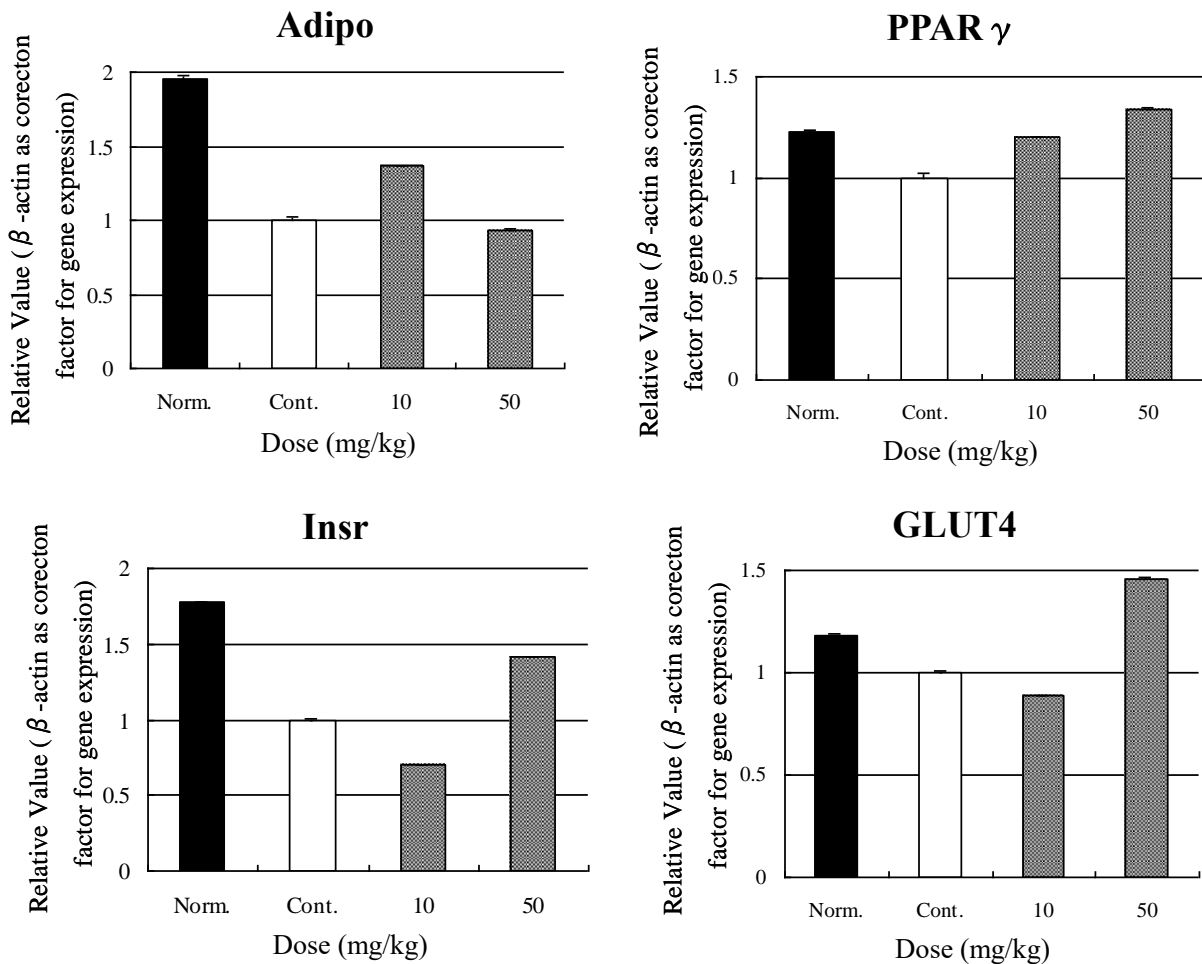 Adipo
Relative Value ( β -actin as corecton
factor for gene expression)
2
1.5
1
0.5
0
Norm.
Cont.
10
50
Dose (mg/kg)
PPAR γ
Relative Value ( β -actin as corecton
factor for gene expression)
1.5
1
0.5
0
Norm.
Cont.
10
50
Dose (mg/kg)
Insr
Relative Value ( β -actin as corecton
factor for gene expression)
2
1.5
1
0.5
0
Norm.
Cont.
10
50
Dose (mg/kg)
GLUT4
Relative Value ( β -actin as corecton
factor for gene expression)
1.5
1
0.5
0
Norm.
Cont.
10
50
Dose (mg/kg)